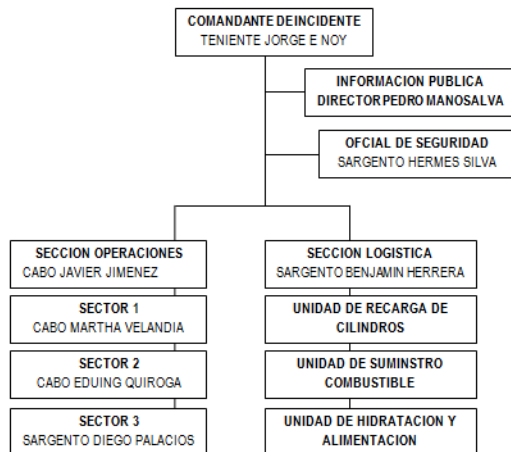 COMANDANTE DE INCIDENTE
TENIENTE JORGE E NOY
INFORMACION PUBLICA
DIRECTOR PEDRO MANOSALVA
OFCIAL DE SEGURIDAD
SARGENTO HERMES SILVA
SECCION OPERACIONES
CABO JAVIER JIMENEZ
SECTOR 1
CABO MARTHA VELANDIA
SECTOR 2
CABO EDUING QUIROGA
SECTOR 3
SARGENTO DIEGO PALACIOS
SECCION LOGISTICA
SARGENTO BENJAMIN HERRERA
UNIDAD DE RECARGA DE
CILINDROS
UNIDAD DE SUMINSTRO
COMBUSTIBLE
UNIDAD DE HIDRATACION Y
ALIMENTACION